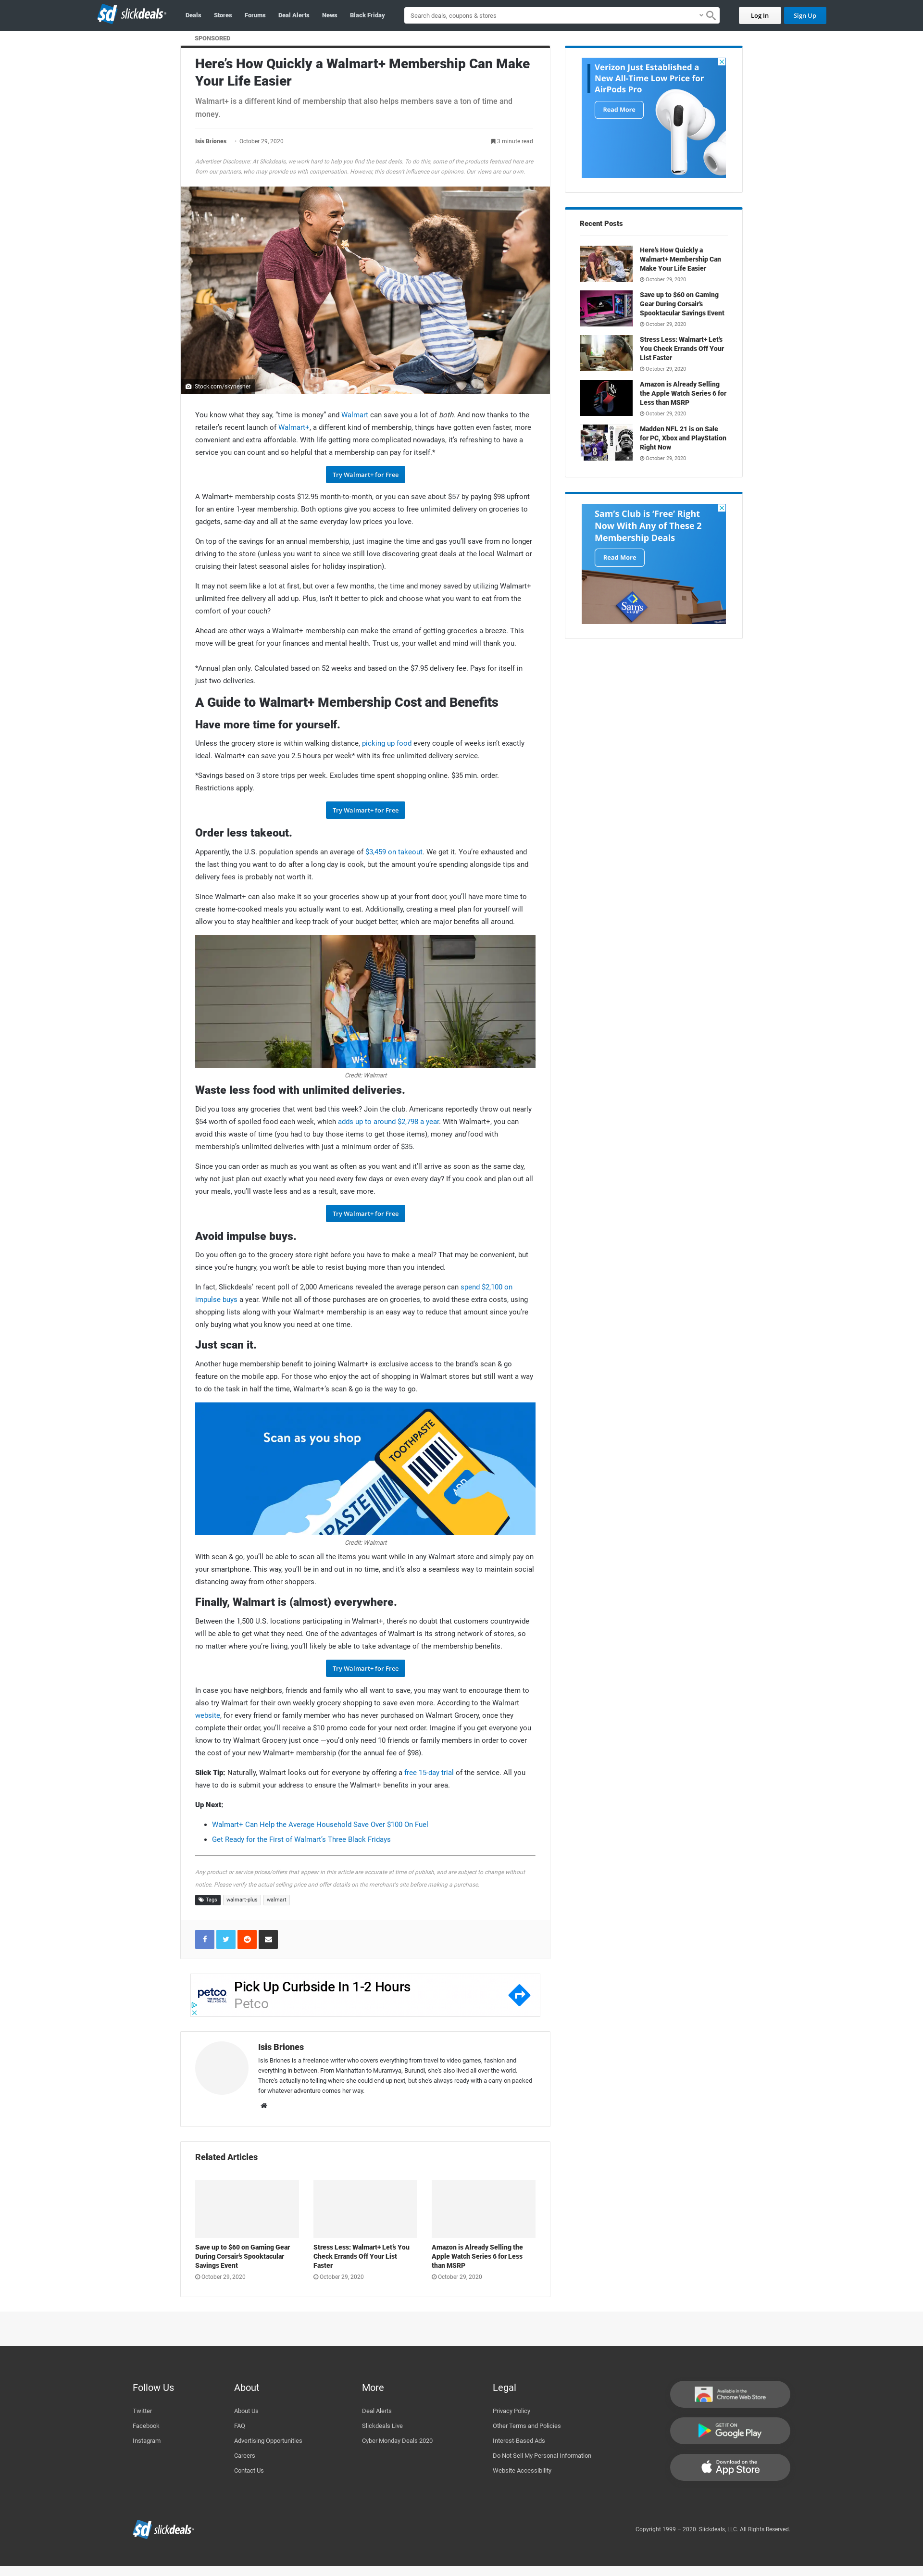 sd slickdeals
Deals Stores Forums Deal Alerts News Black Friday
Search deals, coupons & stores
Log In Sign Up
SPONSORED
Here's How Quickly a Walmart+ Membership Can Make
Your Life Easier
Walmart+ is a different kind of membership that also helps members save a ton of time and
money.
Isis Briones · October 29, 2020 3 minute read
Advertiser Disclosure: At Slickdeals, we work hard to help you find the best deals. To do this, some of the products featured here are
from our partners, who may provide us with compensation. However, this doesn't influence our opinions. Our views are our own.
iStock.com/skynesher
You know what they say, "time is money" and Walmart can save you a lot of both. And now thanks to the
retailer's recent launch of Walmart+, a different kind of membership, things have gotten even faster, more
convenient and extra affordable. With life getting more complicated nowadays, it's refreshing to have a
service you can count and so helpful that a membership can pay for itself.*
Try Walmart+ for Free
A Walmart+ membership costs $12.95 month-to-month, or you can save about $57 by paying $98 upfront
for an entire 1-year membership. Both options give you access to free unlimited delivery on groceries to
gadgets, same-day and all at the same everyday low prices you love.
On top of the savings for an annual membership, just imagine the time and gas you'll save from no longer
driving to the store (unless you want to since we still love discovering great deals at the local Walmart or
cruising their latest seasonal aisles for holiday inspiration).
It may not seem like a lot at first, but over a few months, the time and money saved by utilizing Walmart+
unlimited free delivery all add up. Plus, isn't it better to pick and choose what you want to eat from the
comfort of your couch?
Ahead are other ways a Walmart+ membership can make the errand of getting groceries a breeze. This
move will be great for your finances and mental health. Trust us, your wallet and mind will thank you.
*Annual plan only. Calculated based on 52 weeks and based on the $7.95 delivery fee. Pays for itself in
just two deliveries.
A Guide to Walmart+ Membership Cost and Benefits
Have more time for yourself.
Unless the grocery store is within walking distance, picking up food every couple of weeks isn't exactly
ideal. Walmart+ can save you 2.5 hours per week* with its free unlimited delivery service.
*Savings based on 3 store trips per week. Excludes time spent shopping online. $35 min. order.
Restrictions apply.
Try Walmart+ for Free
Order less takeout.
Apparently, the U.S. population spends an average of $3,459 on takeout. We get it. You're exhausted and
the last thing you want to do after a long day is cook, but the amount you're spending alongside tips and
delivery fees is probably not worth it.
Since Walmart+ can also make it so your groceries show up at your front door, you'll have more time to
create home-cooked meals you actually want to eat. Additionally, creating a meal plan for yourself will
allow you to stay healthier and keep track of your budget better, which are major benefits all around.
W+ W+
Credit: Walmart
Waste less food with unlimited deliveries.
Did you toss any groceries that went bad this week? Join the club. Americans reportedly throw out nearly
$54 worth of spoiled food each week, which adds up to around $2,798 a year. With Walmart+, you can
avoid this waste of time (you had to buy those items to get those items), money and food with
membership's unlimited deliveries with just a minimum order of $35.
Since you can order as much as you want as often as you want and it'll arrive as soon as the same day,
why not just plan out exactly what you need every few days or even every day? If you cook and plan out all
your meals, you'll waste less and as a result, save more.
Try Walmart+ for Free
Avoid impulse buys.
Do you often go to the grocery store right before you have to make a meal? That may be convenient, but
since you're hungry, you won't be able to resist buying more than you intended.
In fact, Slickdeals' recent poll of 2,000 Americans revealed the average person can spend $2,100 on
impulse buys a year. While not all of those purchases are on groceries, to avoid these extra costs, using
shopping lists along with your Walmart+ membership is an easy way to reduce that amount since you're
only buying what you know you need at one time.
Just scan it.
Another huge membership benefit to joining Walmart+ is exclusive access to the brand's scan & go
feature on the mobile app. For those who enjoy the act of shopping in Walmart stores but still want a way
to do the task in half the time, Walmart+'s scan & go is the way to go.
Scan as you shop
TOOTHPASTE
PASTE
ADD
Credit: Walmart
With scan & go, you'll be able to scan all the items you want while in any Walmart store and simply pay on
your smartphone. This way, you'll be in and out in no time, and it's also a seamless way to maintain social
distancing away from other shoppers.
Finally, Walmart is (almost) everywhere.
Between the 1,500 U.S. locations participating in Walmart+, there's no doubt that customers countrywide
will be able to get what they need. One of the advantages of Walmart is its strong network of stores, so
no matter where you're living, you'll likely be able to take advantage of the membership benefits.
Try Walmart+ for Free
In case you have neighbors, friends and family who all want to save, you may want to encourage them to
also try Walmart for their own weekly grocery shopping to save even more. According to the Walmart
website, for every friend or family member who has never purchased on Walmart Grocery, once they
complete their order, you'll receive a $10 promo code for your next order. Imagine if you get everyone you
know to try Walmart Grocery just once —you'd only need 10 friends or family members in order to cover
the cost of your new Walmart+ membership (for the annual fee of $98).
Slick Tip: Naturally, Walmart looks out for everyone by offering a free 15-day trial of the service. All you
have to do is submit your address to ensure the Walmart+ benefits in your area.
Up Next:
• Walmart+ Can Help the Average Household Save Over $100 On Fuel
• Get Ready for the First of Walmart's Three Black Fridays
Any product or service prices/offers that appear in this article are accurate at time of publish, and are subject to change without
notice. Please verify the actual selling price and offer details on the merchant's site before making a purchase.
Tags walmart-plus walmart
petco
Pick Up Curbside In 1-2 Hours
Petco
Isis Briones
Isis Briones is a freelance writer who covers everything from travel to video games, fashion and
everything in between. From Manhattan to Muramvya, Burundi, she's also lived all over the world.
There's actually no telling where she could end up next, but she's always ready with a carry-on packed
for whatever adventure comes her way.
Related Articles
Save up to $60 on Gaming Gear
During Corsair's Spooktacular
Savings Event
October 29, 2020
Stress Less: Walmart+ Let's You
Check Errands Off Your List
Faster
October 29, 2020
Amazon is Already Selling the
Apple Watch Series 6 for Less
than MSRP
October 29, 2020
Verizon Just Established a
New All-Time Low Price for
AirPods Pro
Read More
Recent Posts
Here's How Quickly a
Walmart+ Membership Can
Make Your Life Easier
October 29, 2020
Save up to $60 on Gaming
Gear During Corsair's
Spooktacular Savings Event
October 29, 2020
Stress Less: Walmart+ Let's
You Check Errands Off Your
List Faster
October 29, 2020
Amazon is Already Selling
the Apple Watch Series 6 for
Less than MSRP
October 29, 2020
Madden NFL 21 is on Sale
for PC, Xbox and PlayStation
Right Now
October 29, 2020
Sam's Club is 'Free' Right
Now With Any of These 2
Membership Deals
Read More
Sam's
Follow Us
Twitter
Facebook
Instagram
About
About Us
FAQ
Advertising Opportunities
Careers
Contact Us
More
Deal Alerts
Slickdeals Live
Cyber Monday Deals 2020
Legal
Privacy Policy
Other Terms and Policies
Interest-Based Ads
Do Not Sell My Personal Information
Website Accessibility
Available in the
Chrome Web Store
GET IT ON
Google Play
Download on the
App Store
sd slickdeals
Copyright 1999 – 2020. Slickdeals, LLC. All Rights Reserved.